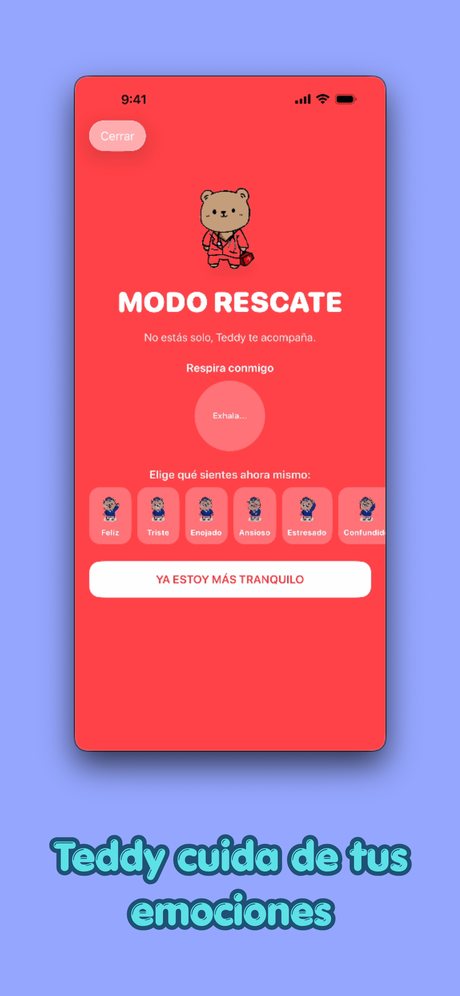 9:41
Cerrar
MODO RESCATE
No estás solo, Teddy te acompaña.
Respira conmigo
Exhala...
Elige qué sientes ahora mismo:
Feliz Triste Enojado Ansioso Estresado Confundido
YA ESTOY MÁS TRANQUILO
Teddy cuida de tus
emociones